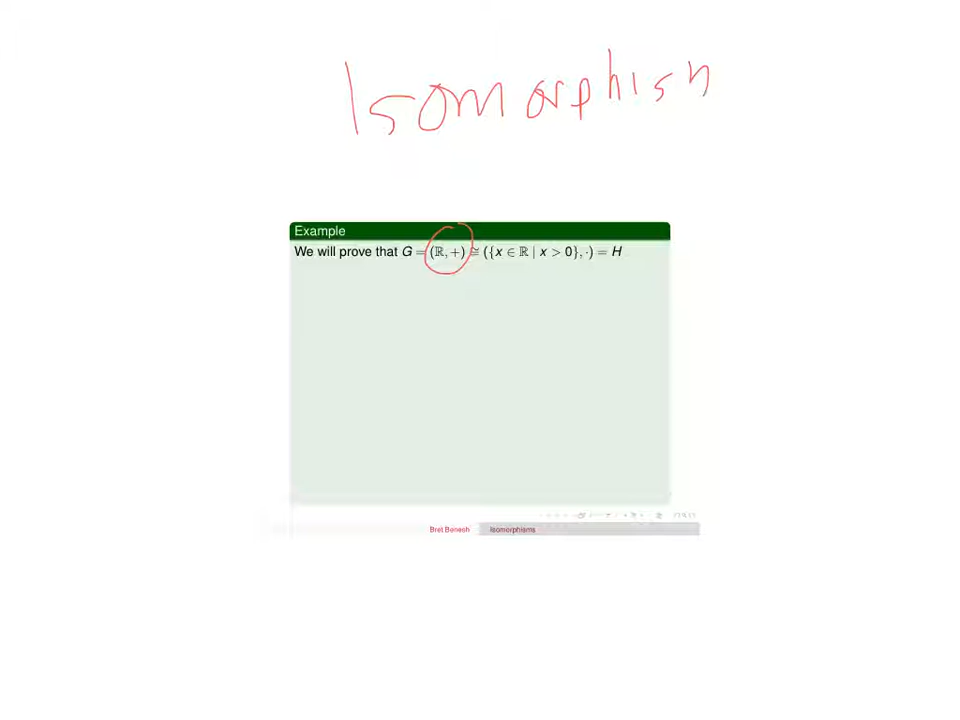 Isomorphism
Example
We will prove that G = (ℝ, +) ≅ ({x ∈ ℝ | x > 0}, ·) = H
Bret Benesh Isomorphisms